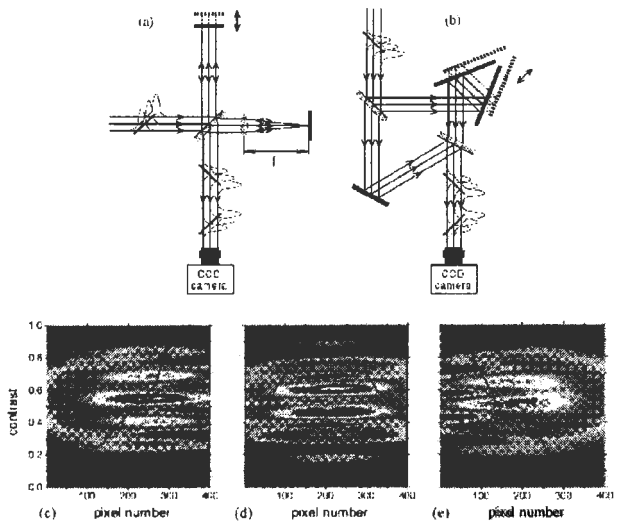 (a)
(b)
f
CCD
camera
CCD
camera
contrast
1.0
0.8
0.6
0.4
0.2
0.0
100
200
300
400
100
200
300
400
100
200
300
400
(c)
pixel number
(d)
pixel number
(e)
pixel number